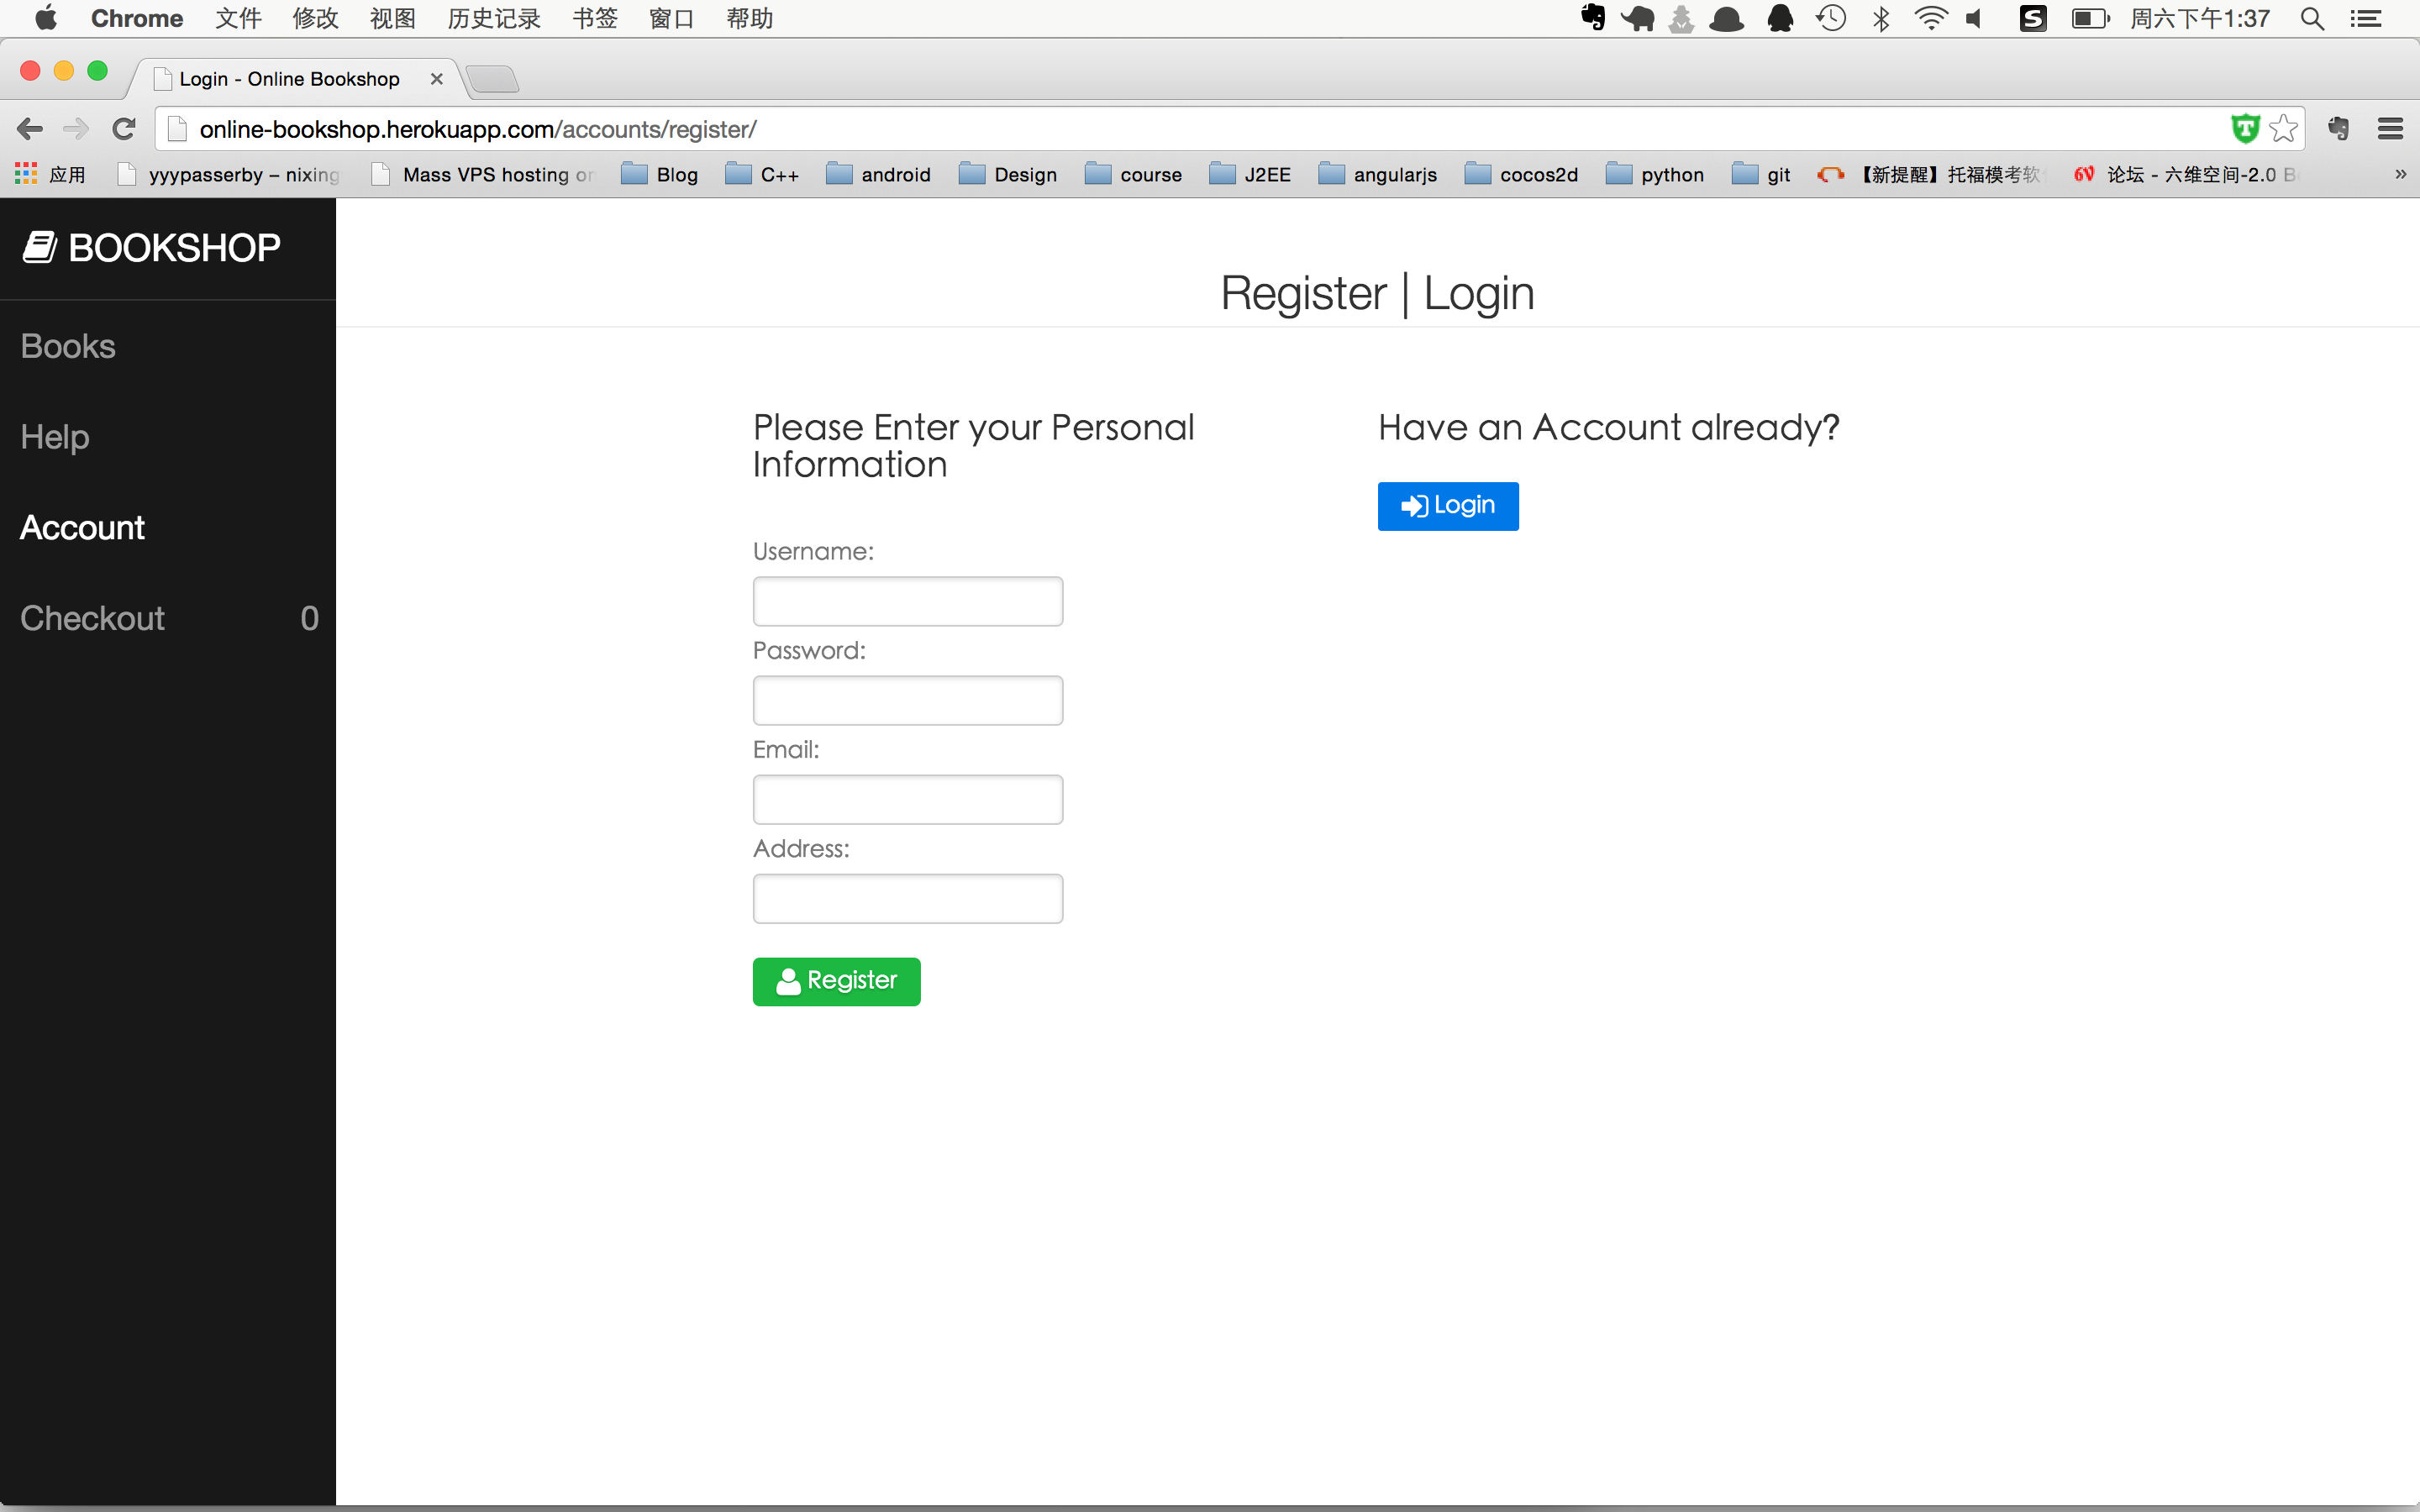 Chrome 文件 修改 视图 历史记录 书签 窗口 帮助 周六下午1:37
Login - Online Bookshop
online-bookshop.herokuapp.com/accounts/register/
应用 yyypasserby – nixing Mass VPS hosting on Blog C++ android Design course J2EE angularjs cocos2d python git 【新提醒】托福模考软 6V 论坛 - 六维空间-2.0 B »
BOOKSHOP
Books
Help
Account
Checkout 0
Register | Login
Please Enter your Personal
Information
Username:
Password:
Email:
Address:
Register
Have an Account already?
Login